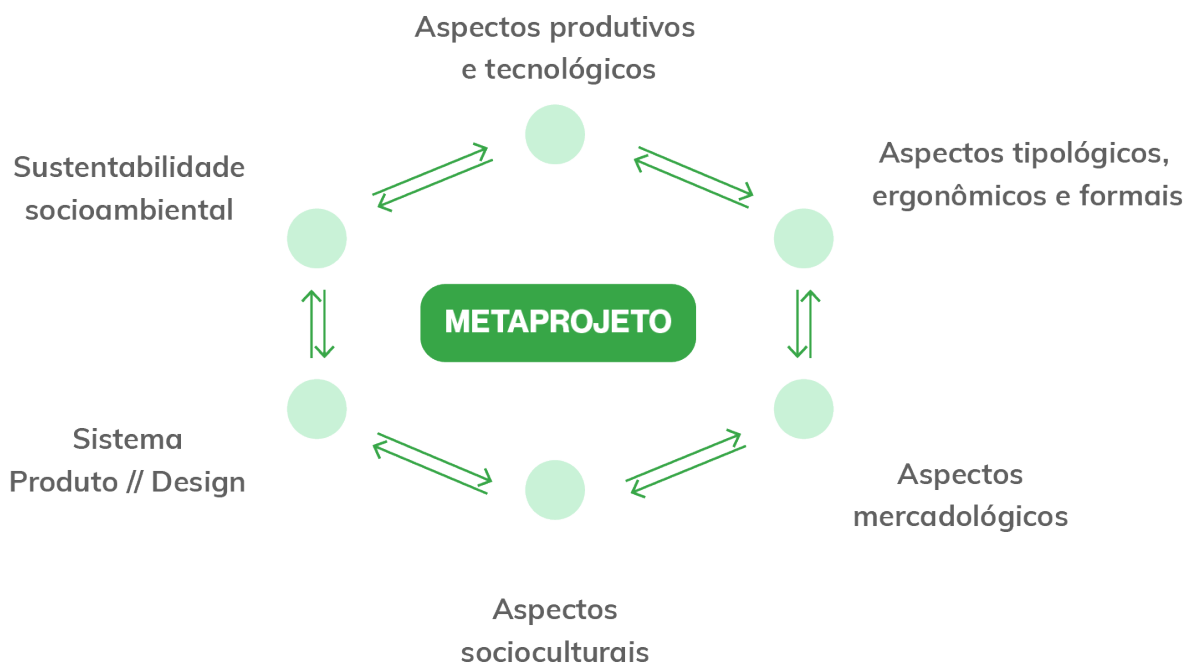 Aspectos produtivos
e tecnológicos
Sustentabilidade
socioambiental
Aspectos tipológicos,
ergonômicos e formais
METAPROJETO
Sistema
Produto // Design
Aspectos
mercadológicos
Aspectos
socioculturais